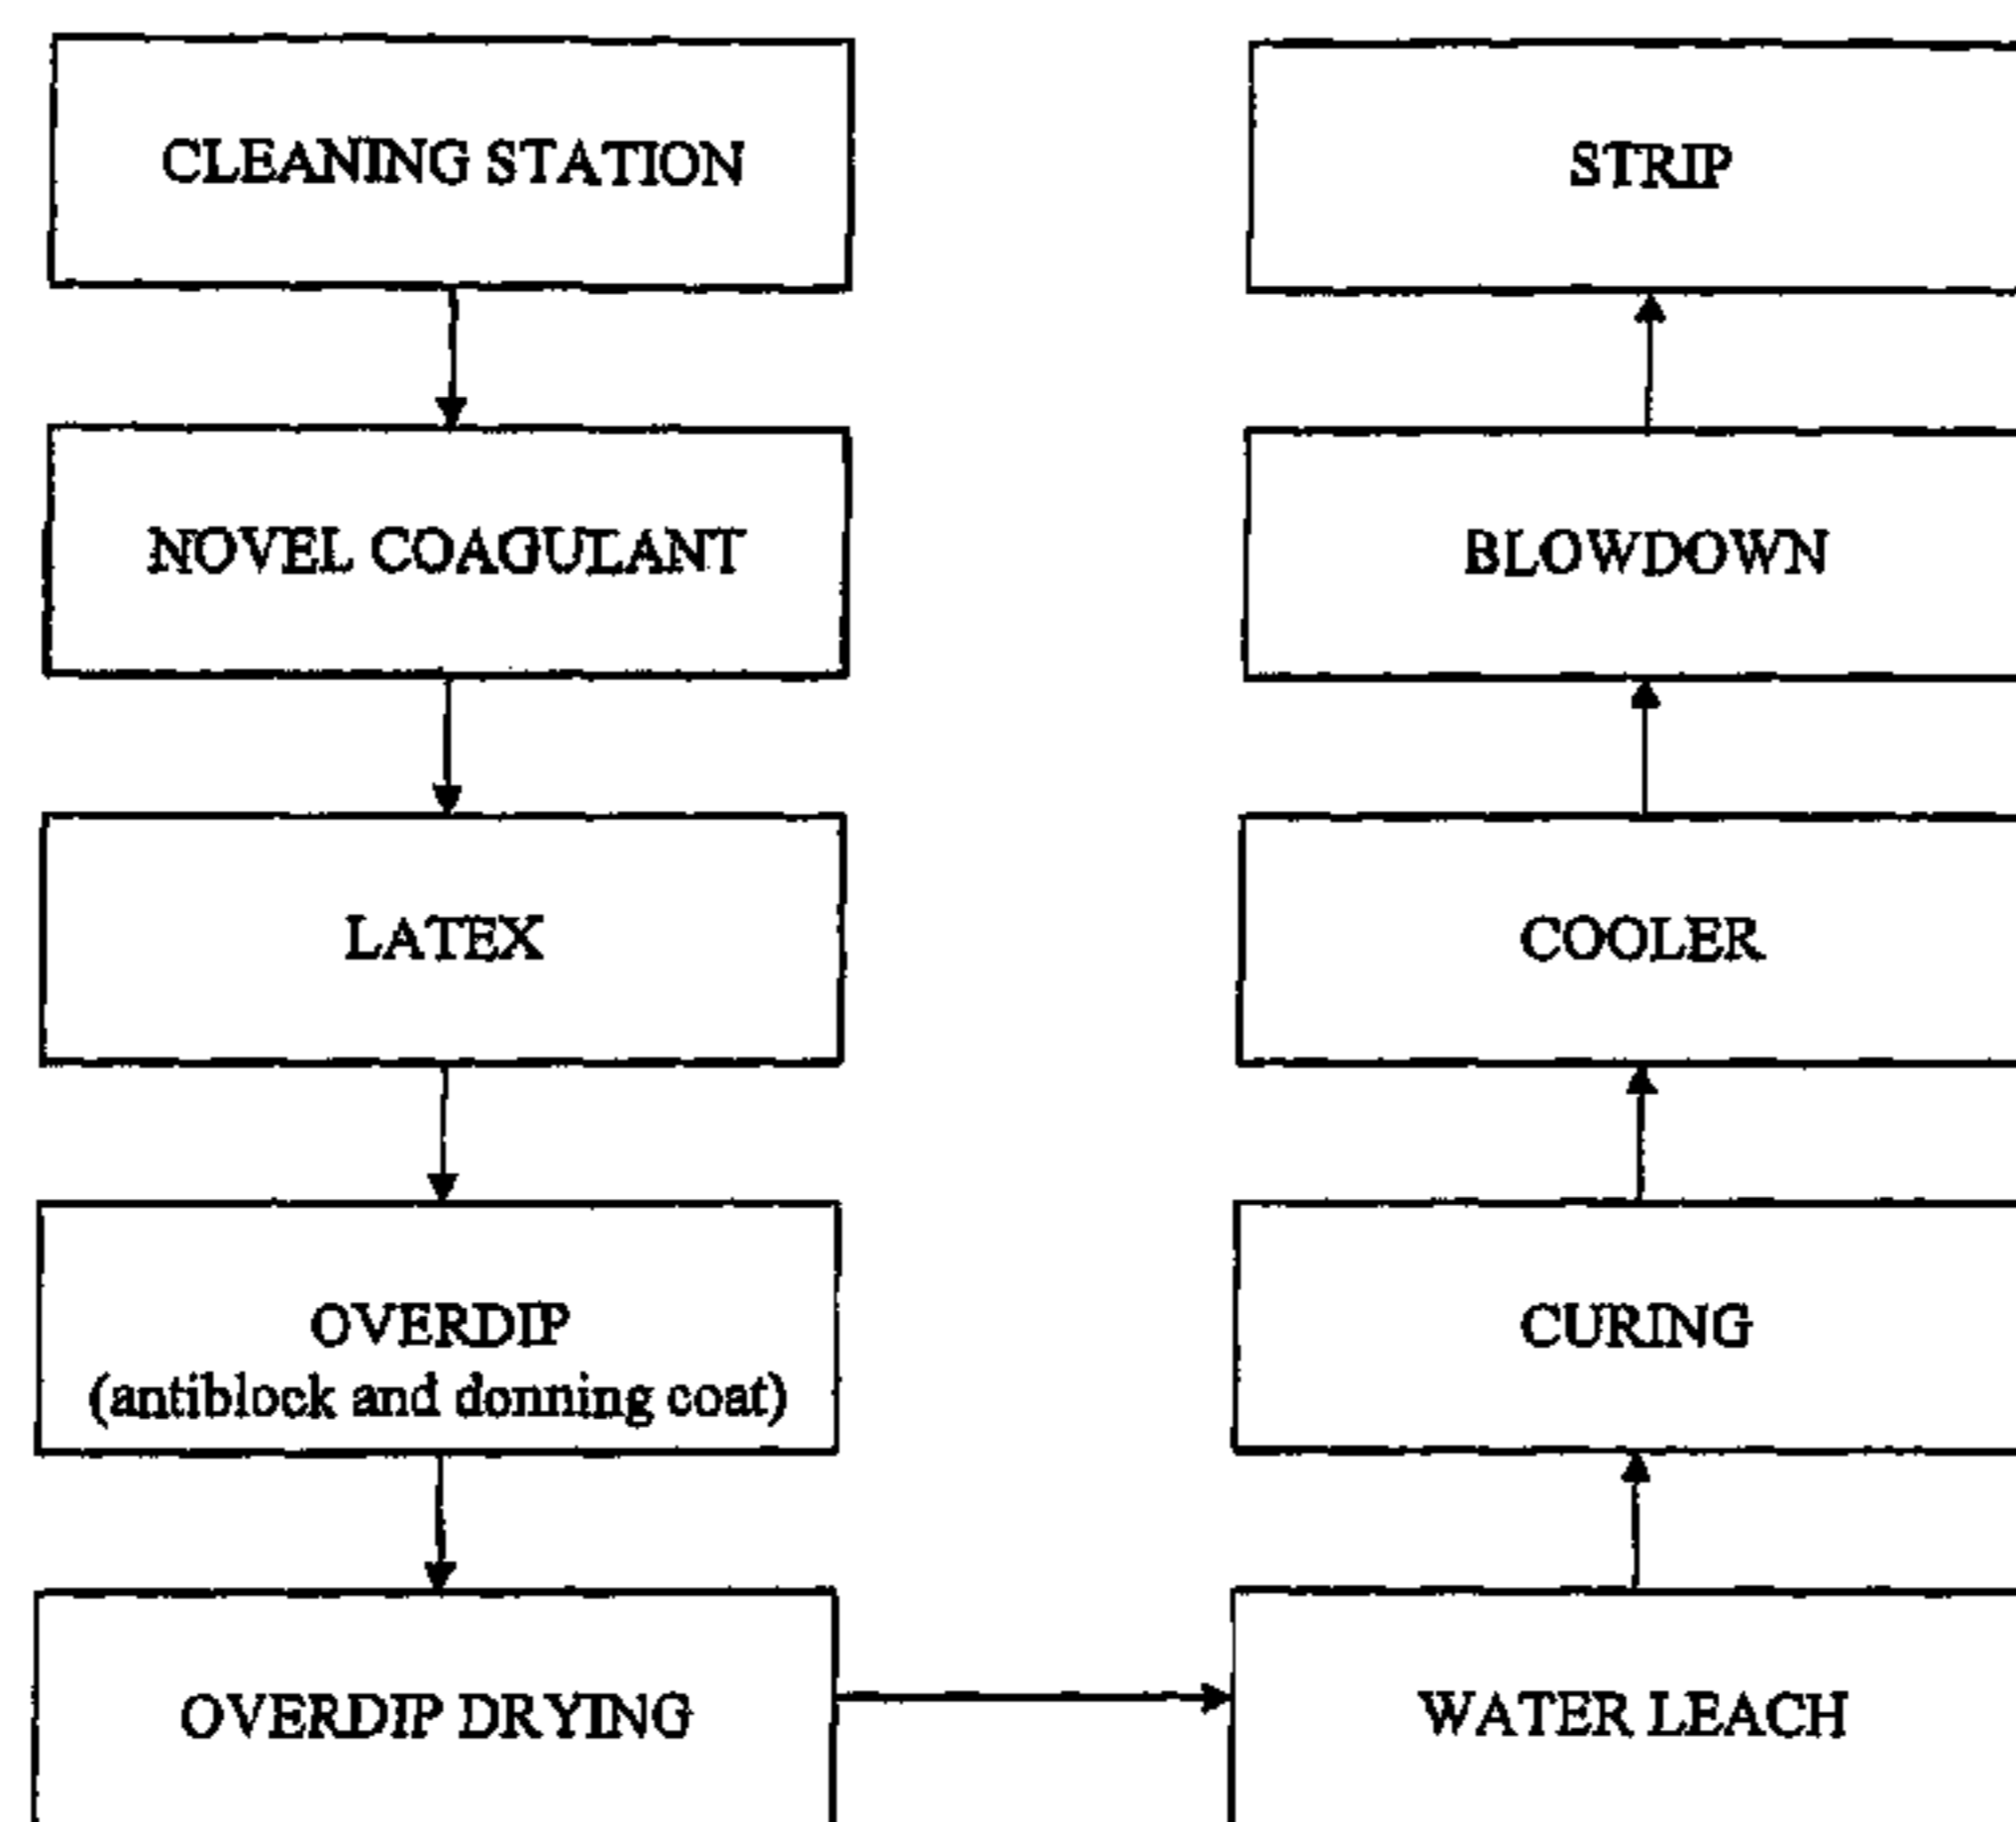 CLEANING STATION
NOVEL COAGULANT
LATEX
OVERDIP
(antiblock and donning coat)
OVERDIP DRYING
WATER LEACH
CURING
COOLER
BLOWDOWN
STRIP